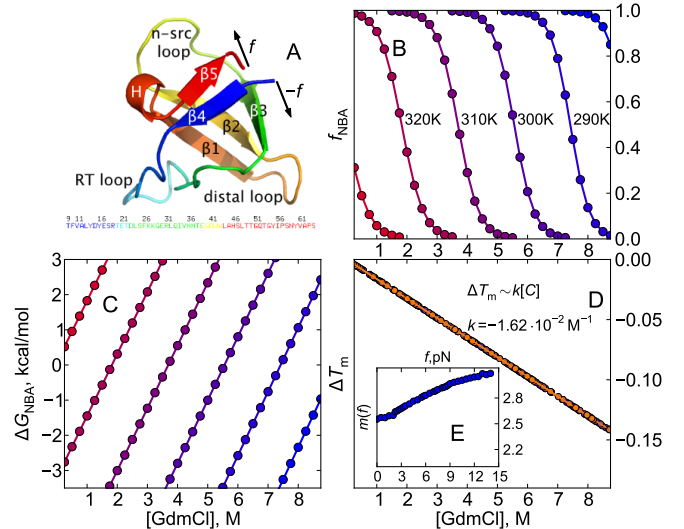 n-src
loop
f
A
β5
−f
H
β4
β3
β2
β1
RT loop
distal loop
9 11 16 21 26 31 36 41 46 51 56 61
B
320K
310K
300K
290K
1.0
0.8
0.6
0.4
0.2
0.0
f_NBA
1 2 3 4 5 6 7 8
[GdmCl], M
C
3
2
1
0
−1
−2
−3
ΔG_NBA, kcal/mol
1 2 3 4 5 6 7 8
[GdmCl], M
D
ΔT_m ∼ k[C]
k=−1.62·10^−2 M^−1
0.00
−0.05
−0.10
−0.15
ΔT_m
f,pN
E
3.0
2.8
2.5
2.2
m(f)
0 3 6 9 12 15
1 2 3 4 5 6 7 8
[GdmCl], M